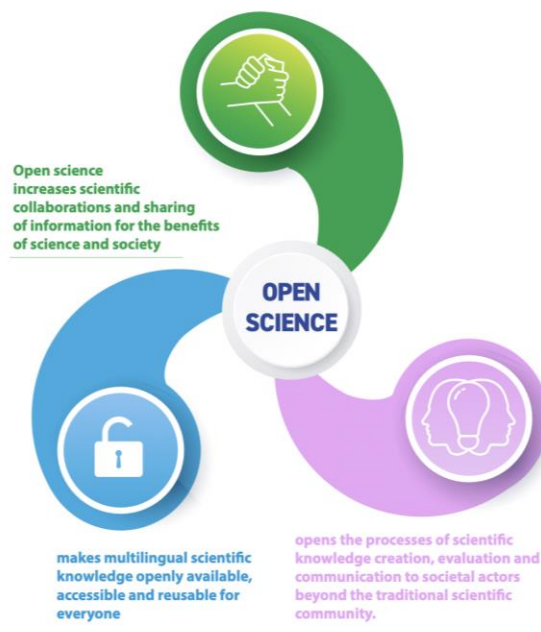 Open science
increases scientific
collaborations and sharing
of information for the benefits
of science and society
OPEN
SCIENCE
makes multilingual scientific
knowledge openly available,
accessible and reusable for
everyone
opens the processes of scientific
knowledge creation, evaluation and
communication to societal actors
beyond the traditional scientific
community.